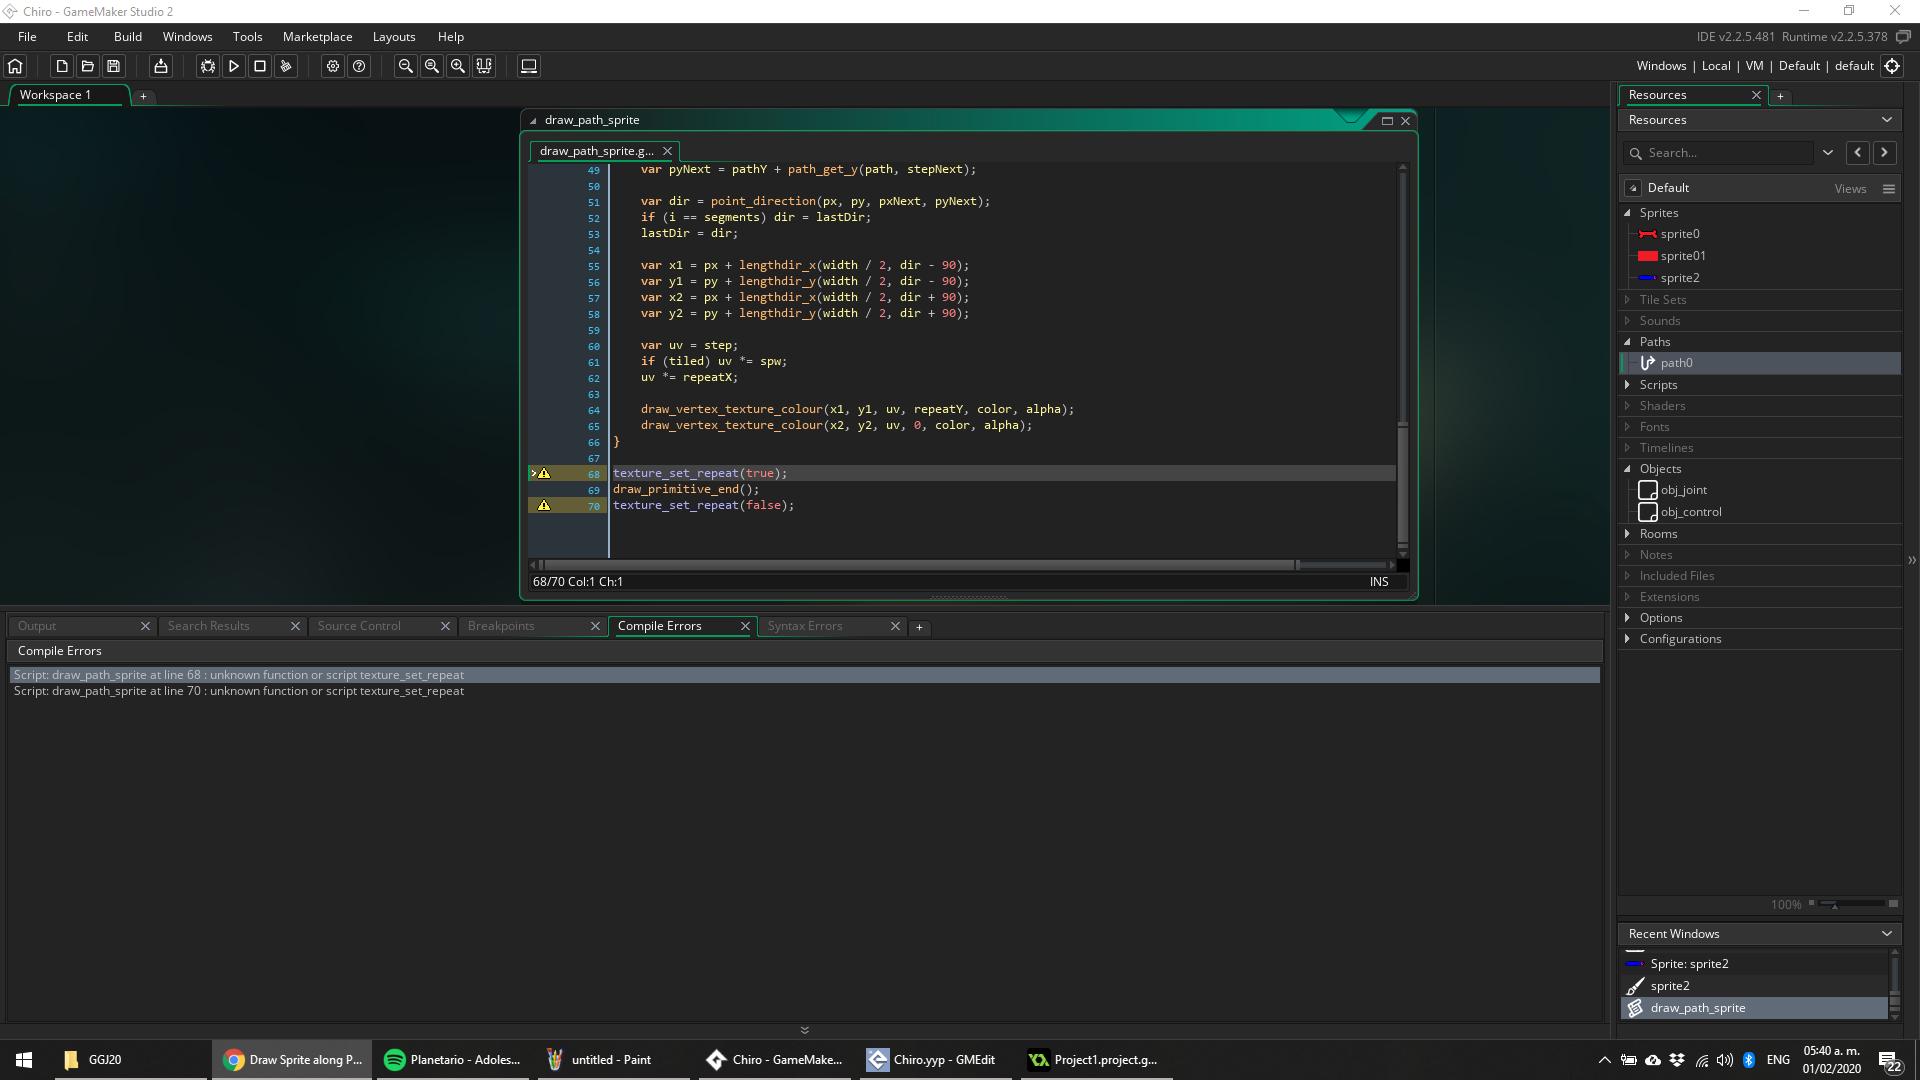 Chiro - GameMaker Studio 2
File Edit Build Windows Tools Marketplace Layouts Help
IDE v2.2.5.481 Runtime v2.2.5.378
Windows | Local | VM | Default | default
Workspace 1
+
draw_path_sprite
draw_path_sprite.g...
49 var pyNext = pathY + path_get_y(path, stepNext);
50
51 var dir = point_direction(px, py, pxNext, pyNext);
52 if (i == segments) dir = lastDir;
53 lastDir = dir;
54
55 var x1 = px + lengthdir_x(width / 2, dir - 90);
56 var y1 = py + lengthdir_y(width / 2, dir - 90);
57 var x2 = px + lengthdir_x(width / 2, dir + 90);
58 var y2 = py + lengthdir_y(width / 2, dir + 90);
59
60 var uv = step;
61 if (tiled) uv *= spw;
62 uv *= repeatX;
63
64 draw_vertex_texture_colour(x1, y1, uv, repeatY, color, alpha);
65 draw_vertex_texture_colour(x2, y2, uv, 0, color, alpha);
66 }
67
68 texture_set_repeat(true);
69 draw_primitive_end();
70 texture_set_repeat(false);
68/70 Col:1 Ch:1 INS
Output Search Results Source Control Breakpoints Compile Errors Syntax Errors +
Compile Errors
Script: draw_path_sprite at line 68 : unknown function or script texture_set_repeat
Script: draw_path_sprite at line 70 : unknown function or script texture_set_repeat
Resources +
Resources
Search...
Default Views
Sprites
sprite0
sprite01
sprite2
Tile Sets
Sounds
Paths
path0
Scripts
Shaders
Fonts
Timelines
Objects
obj_joint
obj_control
Rooms
Notes
Included Files
Extensions
Options
Configurations
100%
Recent Windows
Sprite: sprite2
sprite2
draw_path_sprite
GGJ20
Draw Sprite along P...
Planetario - Adoles...
untitled - Paint
Chiro - GameMake...
Chiro.yyp - GMEdit
Project1.project.g...
ENG
05:40 a. m.
01/02/2020
22